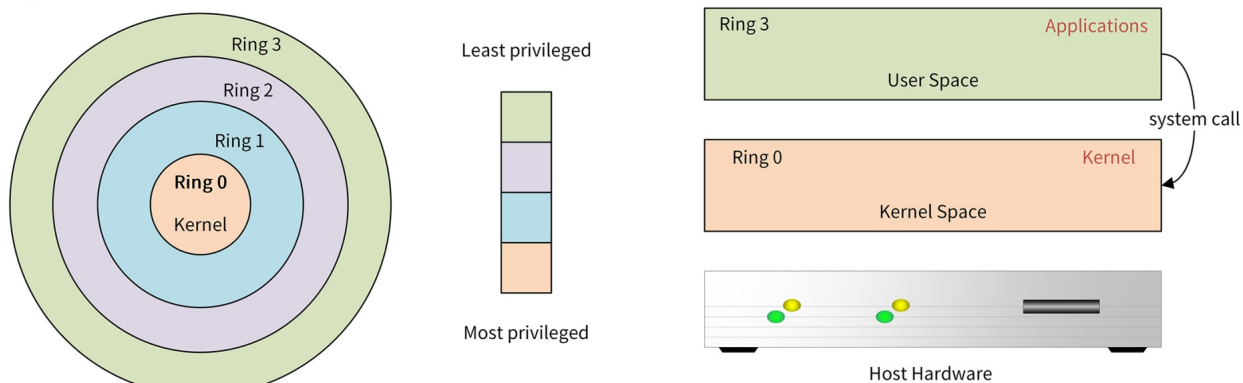 Ring 3
Ring 2
Ring 1
Ring 0
Kernel
Least privileged
Most privileged
Ring 3
Applications
User Space
system call
Ring 0
Kernel
Kernel Space
Host Hardware